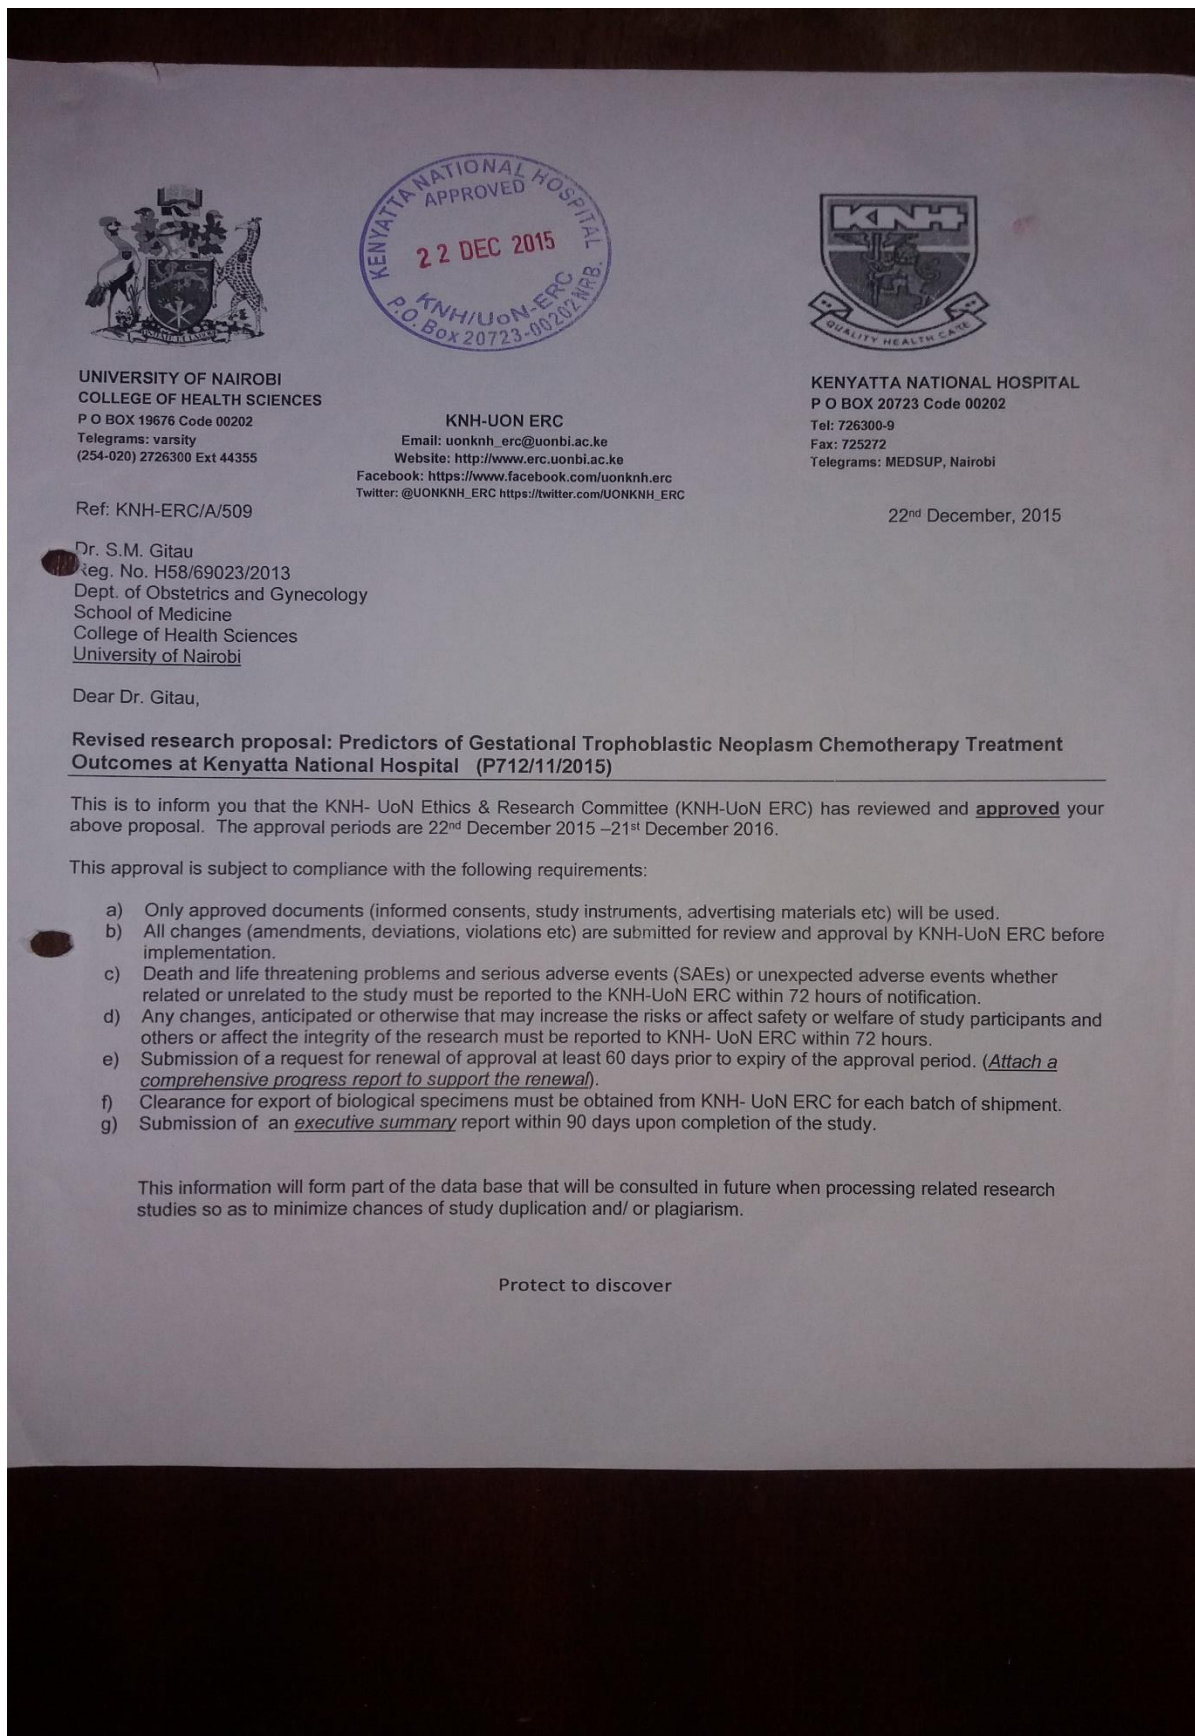 KENYATTA NATIONAL HOSPITAL
APPROVED
22 DEC 2015
KNH/UoN-ERC
P.O. Box 20723-00202 NRB.
KNH
QUALITY HEALTH CARE
UNIVERSITY OF NAIROBI
COLLEGE OF HEALTH SCIENCES
P O BOX 19676 Code 00202
Telegrams: varsity
(254-020) 2726300 Ext 44355
KNH-UON ERC
Email: uonknh_erc@uonbi.ac.ke
Website: http://www.erc.uonbi.ac.ke
Facebook: https://www.facebook.com/uonknh.erc
Twitter: @UONKNH_ERC https://twitter.com/UONKNH_ERC
KENYATTA NATIONAL HOSPITAL
P O BOX 20723 Code 00202
Tel: 726300-9
Fax: 725272
Telegrams: MEDSUP, Nairobi
Ref: KNH-ERC/A/509
22nd December, 2015
Dr. S.M. Gitau
Reg. No. H58/69023/2013
Dept. of Obstetrics and Gynecology
School of Medicine
College of Health Sciences
University of Nairobi
Dear Dr. Gitau,
Revised research proposal: Predictors of Gestational Trophoblastic Neoplasm Chemotherapy Treatment
Outcomes at Kenyatta National Hospital (P712/11/2015)
This is to inform you that the KNH- UoN Ethics & Research Committee (KNH-UoN ERC) has reviewed and approved your
above proposal. The approval periods are 22nd December 2015 –21st December 2016.
This approval is subject to compliance with the following requirements:
a) Only approved documents (informed consents, study instruments, advertising materials etc) will be used.
b) All changes (amendments, deviations, violations etc) are submitted for review and approval by KNH-UoN ERC before
implementation.
c) Death and life threatening problems and serious adverse events (SAEs) or unexpected adverse events whether
related or unrelated to the study must be reported to the KNH-UoN ERC within 72 hours of notification.
d) Any changes, anticipated or otherwise that may increase the risks or affect safety or welfare of study participants and
others or affect the integrity of the research must be reported to KNH- UoN ERC within 72 hours.
e) Submission of a request for renewal of approval at least 60 days prior to expiry of the approval period. (Attach a
comprehensive progress report to support the renewal).
f) Clearance for export of biological specimens must be obtained from KNH- UoN ERC for each batch of shipment.
g) Submission of an executive summary report within 90 days upon completion of the study.
This information will form part of the data base that will be consulted in future when processing related research
studies so as to minimize chances of study duplication and/ or plagiarism.
Protect to discover